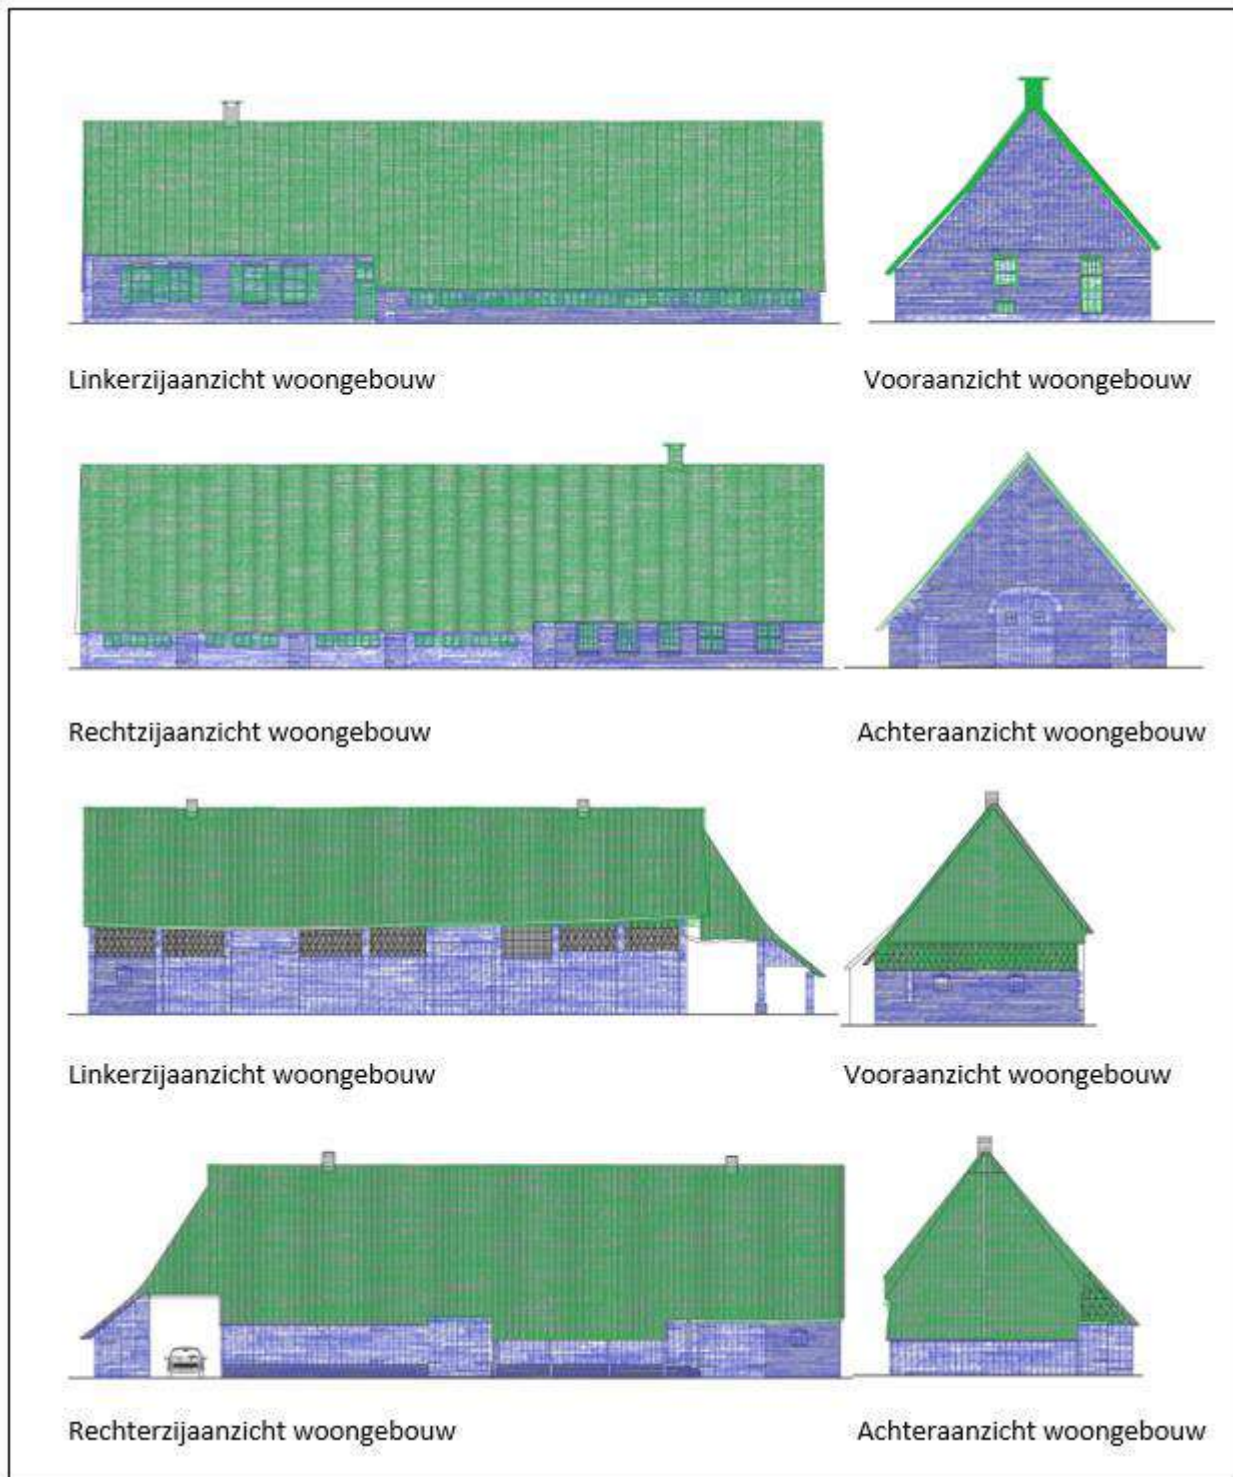 Linkerzijaanzicht woongebouw
Vooraanzicht woongebouw
Rechtzijaanzicht woongebouw
Achteraanzicht woongebouw
Linkerzijaanzicht woongebouw
Vooraanzicht woongebouw
Rechterzijaanzicht woongebouw
Achteraanzicht woongebouw